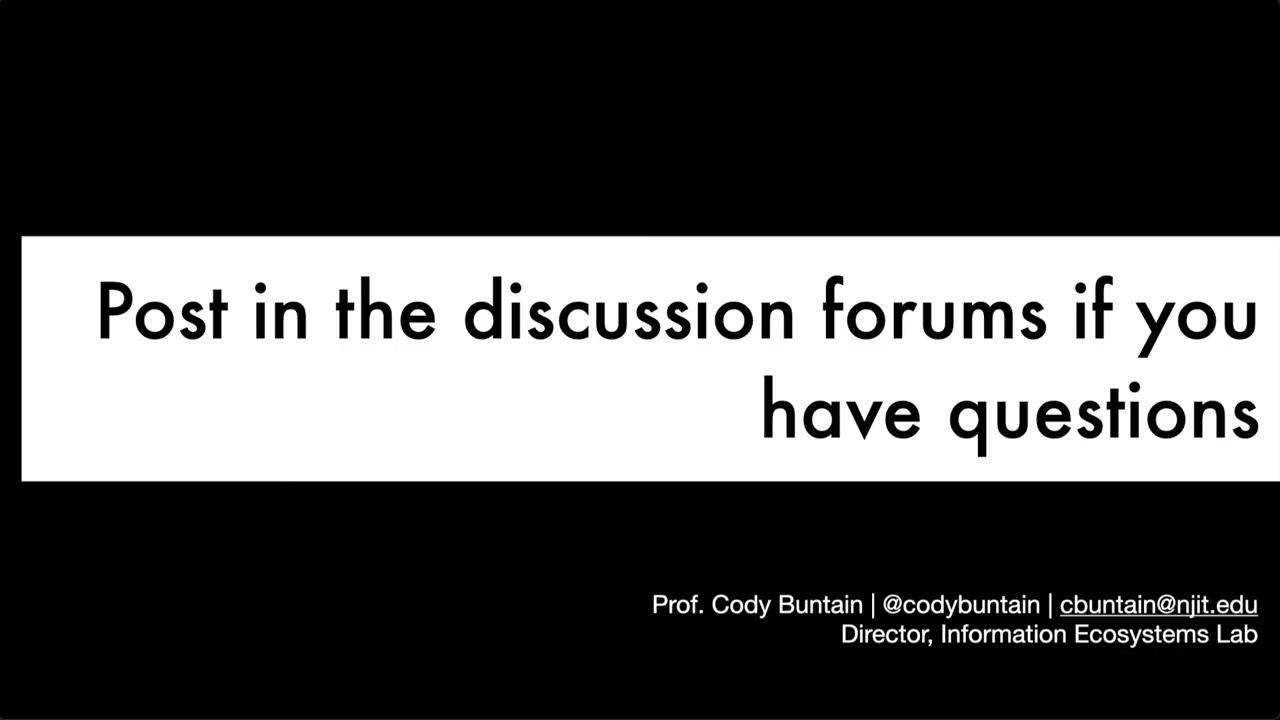 Post in the discussion forums if you
have questions
Prof. Cody Buntain | @codybuntain | cbuntain@njit.edu
Director, Information Ecosystems Lab